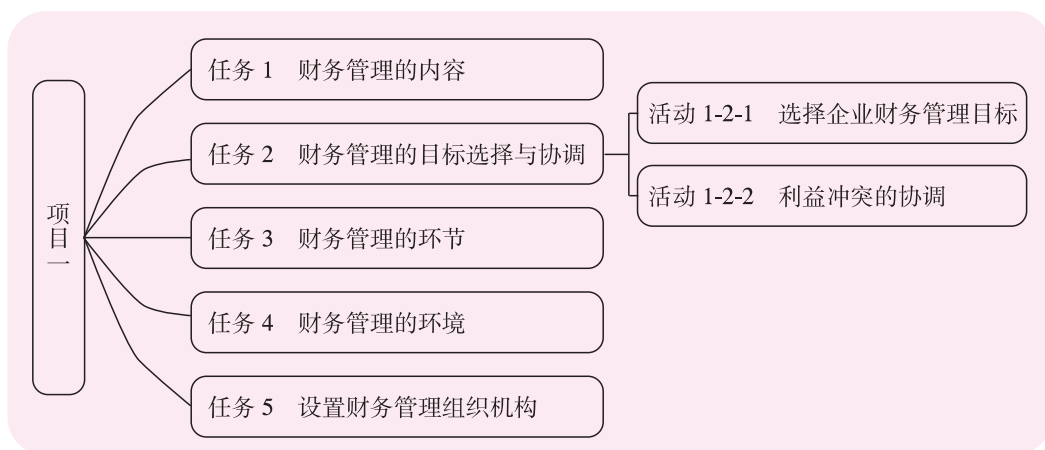 项目一
任务 1 财务管理的内容
任务 2 财务管理的目标选择与协调
活动 1-2-1 选择企业财务管理目标
活动 1-2-2 利益冲突的协调
任务 3 财务管理的环节
任务 4 财务管理的环境
任务 5 设置财务管理组织机构